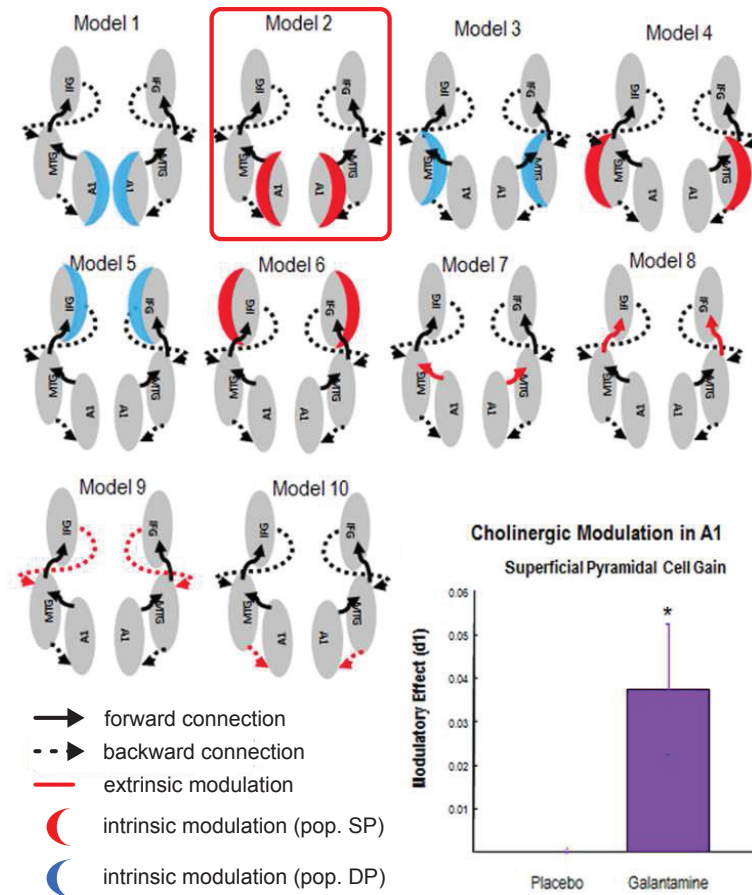 Model 1
Model 2
Model 3
Model 4
IFG
IFG
IFG
IFG
IFG
IFG
IFG
IFG
MTG
MTG
MTG
MTG
MTG
MTG
MTG
MTG
A1
A1
A1
A1
A1
A1
A1
A1
Model 5
Model 6
Model 7
Model 8
IFG
IFG
IFG
IFG
IFG
IFG
IFG
IFG
MTG
MTG
MTG
MTG
MTG
MTG
MTG
MTG
A1
A1
A1
A1
A1
A1
A1
A1
Model 9
Model 10
IFG
IFG
IFG
IFG
MTG
MTG
MTG
MTG
A1
A1
A1
A1
forward connection
backward connection
extrinsic modulation
intrinsic modulation (pop. SP)
intrinsic modulation (pop. DP)
Cholinergic Modulation in A1
Superficial Pyramidal Cell Gain
Modulatory Effect (d1)
0.06
0.05
0.04
0.03
0.02
0.01
*
Placebo
Galantamine